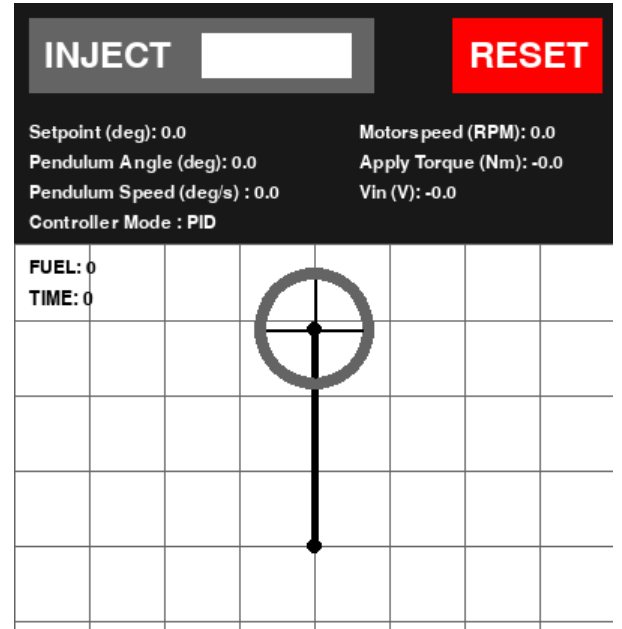 INJECT
RESET
Setpoint (deg): 0.0
Motorspeed (RPM): 0.0
Pendulum Angle (deg): 0.0
Apply Torque (Nm): -0.0
Pendulum Speed (deg/s) : 0.0
Vin (V): -0.0
Controller Mode : PID
FUEL: 0
TIME: 0